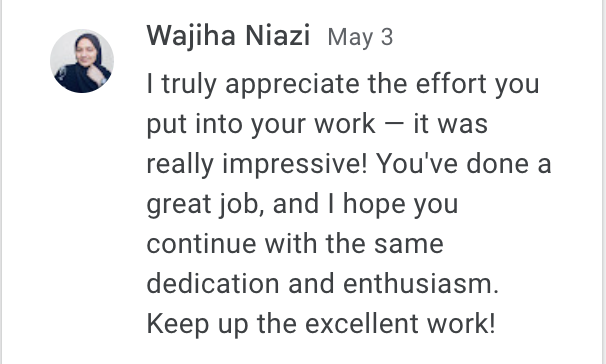 Wajiha Niazi May 3
I truly appreciate the effort you
put into your work — it was
really impressive! You've done a
great job, and I hope you
continue with the same
dedication and enthusiasm.
Keep up the excellent work!